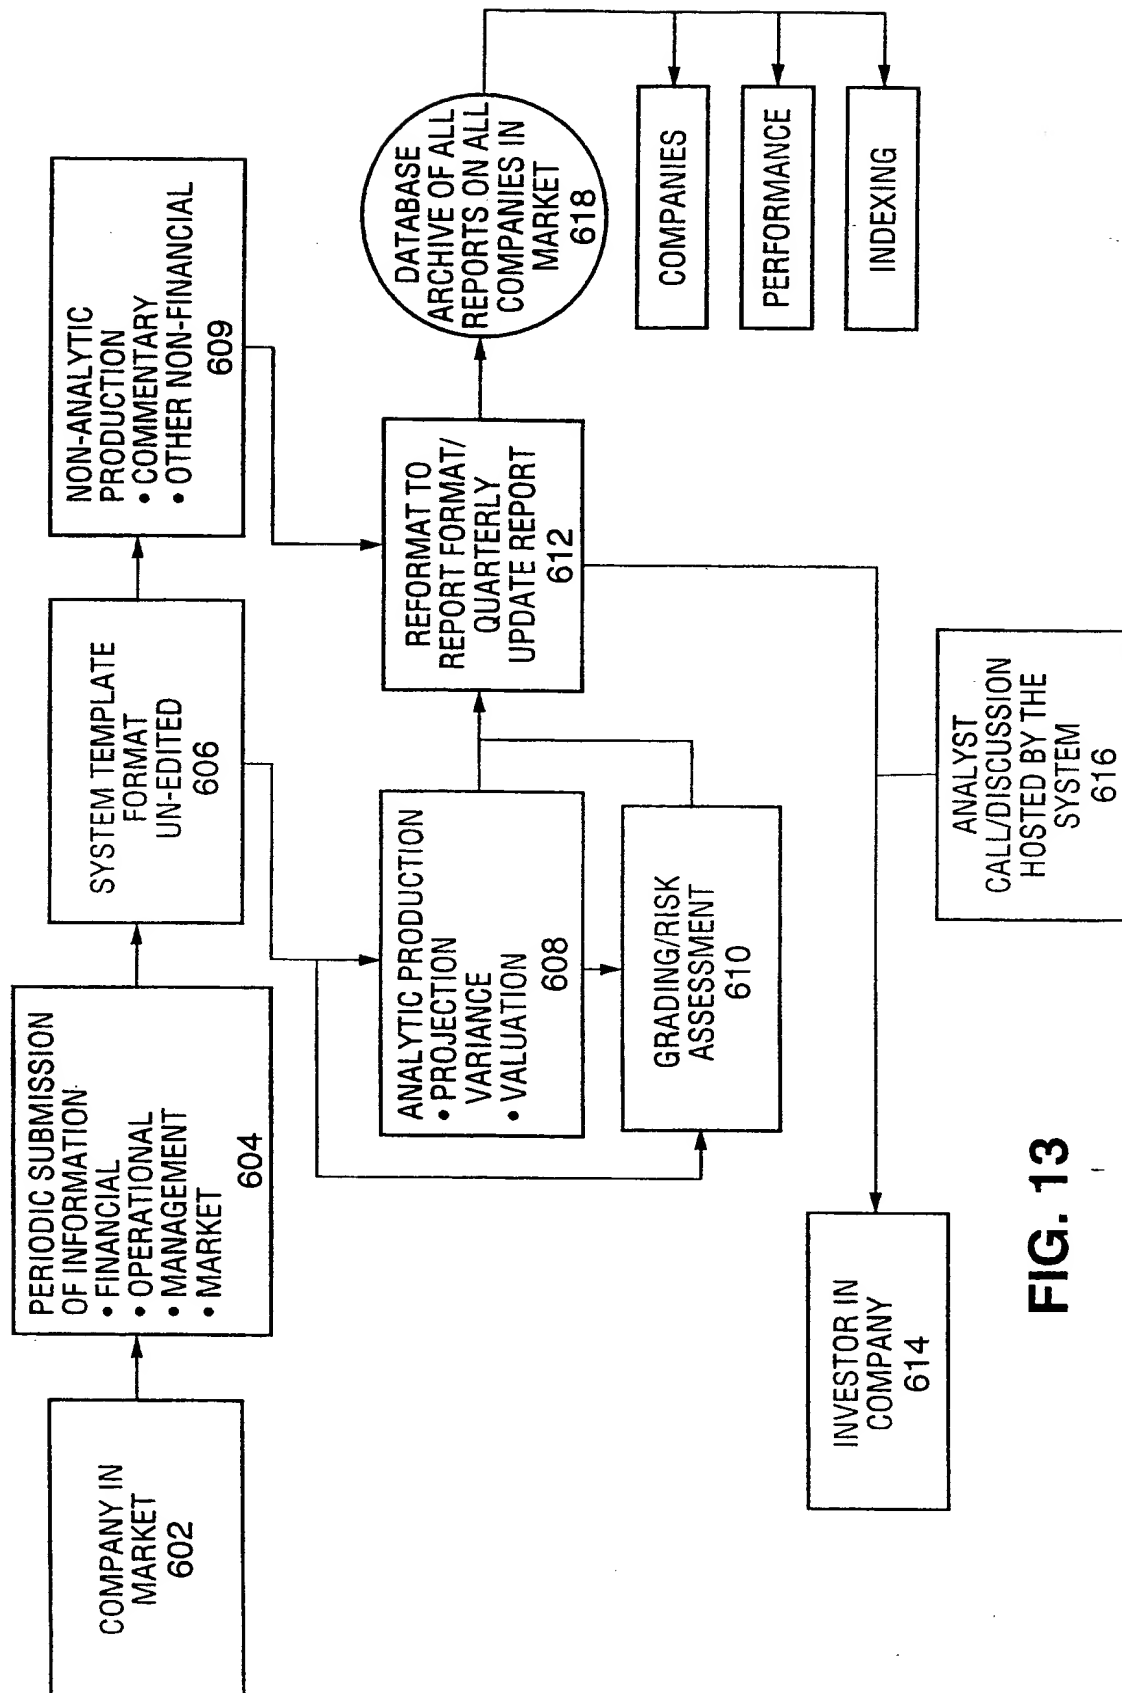 COMPANY IN
MARKET
602
PERIODIC SUBMISSION
OF INFORMATION
• FINANCIAL
• OPERATIONAL
• MANAGEMENT
• MARKET
604
SYSTEM TEMPLATE
FORMAT
UN-EDITED
606
NON-ANALYTIC
PRODUCTION
• COMMENTARY
• OTHER NON-FINANCIAL
609
ANALYTIC PRODUCTION
• PROJECTION
VARIANCE
• VALUATION
608
REFORMAT TO
REPORT FORMAT/
QUARTERLY
UPDATE REPORT
612
DATABASE
ARCHIVE OF ALL
REPORTS ON ALL
COMPANIES IN
MARKET
618
GRADING/RISK
ASSESSMENT
610
COMPANIES
PERFORMANCE
INDEXING
INVESTOR IN
COMPANY
614
ANALYST
CALL/DISCUSSION
HOSTED BY THE
SYSTEM
616
FIG. 13